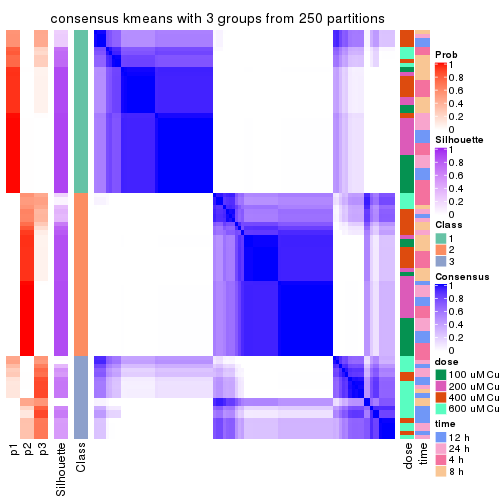 consensus kmeans with 3 groups from 250 partitions
p1
p2
p3
Silhouette
Class
dose
time
Prob
1
0.8
0.6
0.4
0.2
0
Silhouette
1
0.8
0.6
0.4
0.2
0
Class
1
2
3
Consensus
1
0.8
0.6
0.4
0.2
0
dose
100 uM Cu
200 uM Cu
400 uM Cu
600 uM Cu
time
12 h
24 h
4 h
8 h